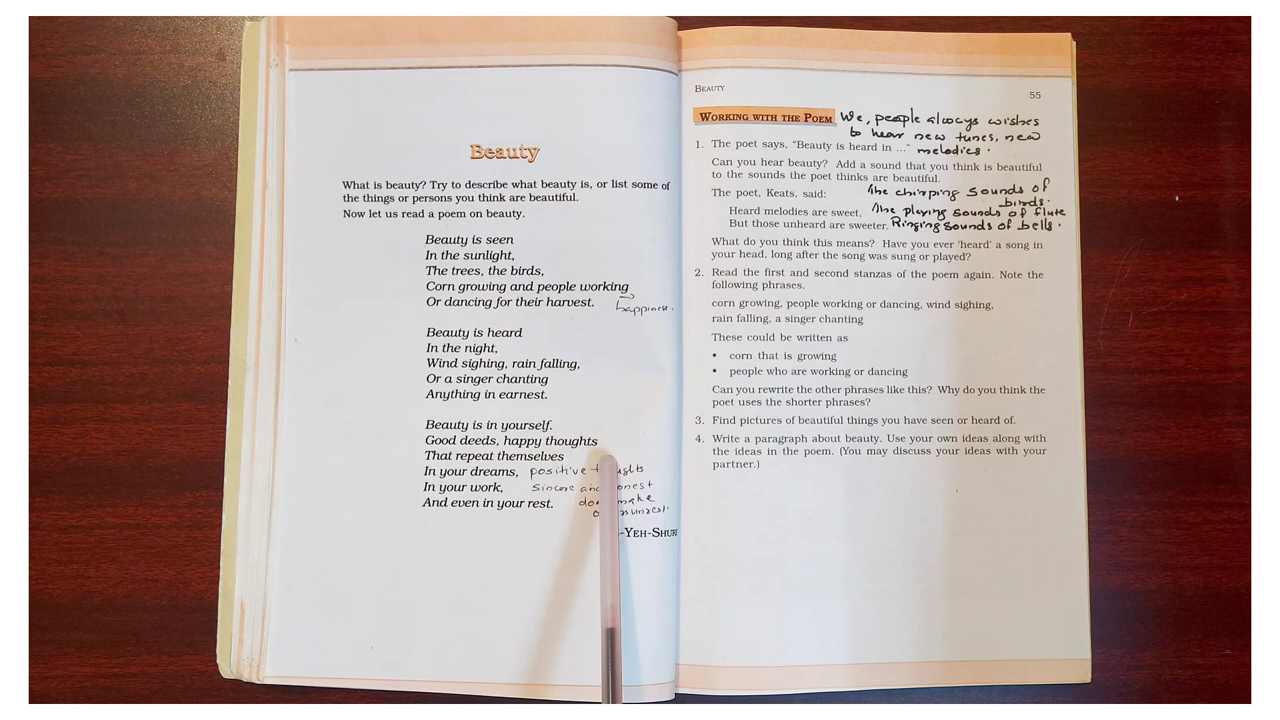 Beauty
What is beauty? Try to describe what beauty is, or list some of
the things or persons you think are beautiful.
Now let us read a poem on beauty.
Beauty is seen
In the sunlight,
The trees, the birds,
Corn growing and people working
Or dancing for their harvest.
happiness.
Beauty is heard
In the night,
Wind sighing, rain falling,
Or a singer chanting
Anything in earnest.
Beauty is in yourself.
Good deeds, happy thoughts
That repeat themselves
In your dreams, positive
In your work, Sincere
And even in your rest. make
-YEH-SHURE
BEAUTY
55
WORKING WITH THE POEM We, people always wishes
to hear new tunes, new
melodies.
1. The poet says, "Beauty is heard in ..."
Can you hear beauty? Add a sound that you think is beautiful
to the sounds the poet thinks are beautiful.
The poet, Keats, said: The chirping sounds of
birds.
Heard melodies are sweet, The playing sounds of flute
But those unheard are sweeter. Ringing sounds of bells.
What do you think this means? Have you ever 'heard' a song in
your head, long after the song was sung or played?
2. Read the first and second stanzas of the poem again. Note the
following phrases.
corn growing, people working or dancing, wind sighing,
rain falling, a singer chanting
These could be written as
• corn that is growing
• people who are working or dancing
Can you rewrite the other phrases like this? Why do you think the
poet uses the shorter phrases?
3. Find pictures of beautiful things you have seen or heard of.
4. Write a paragraph about beauty. Use your own ideas along with
the ideas in the poem. (You may discuss your ideas with your
partner.)